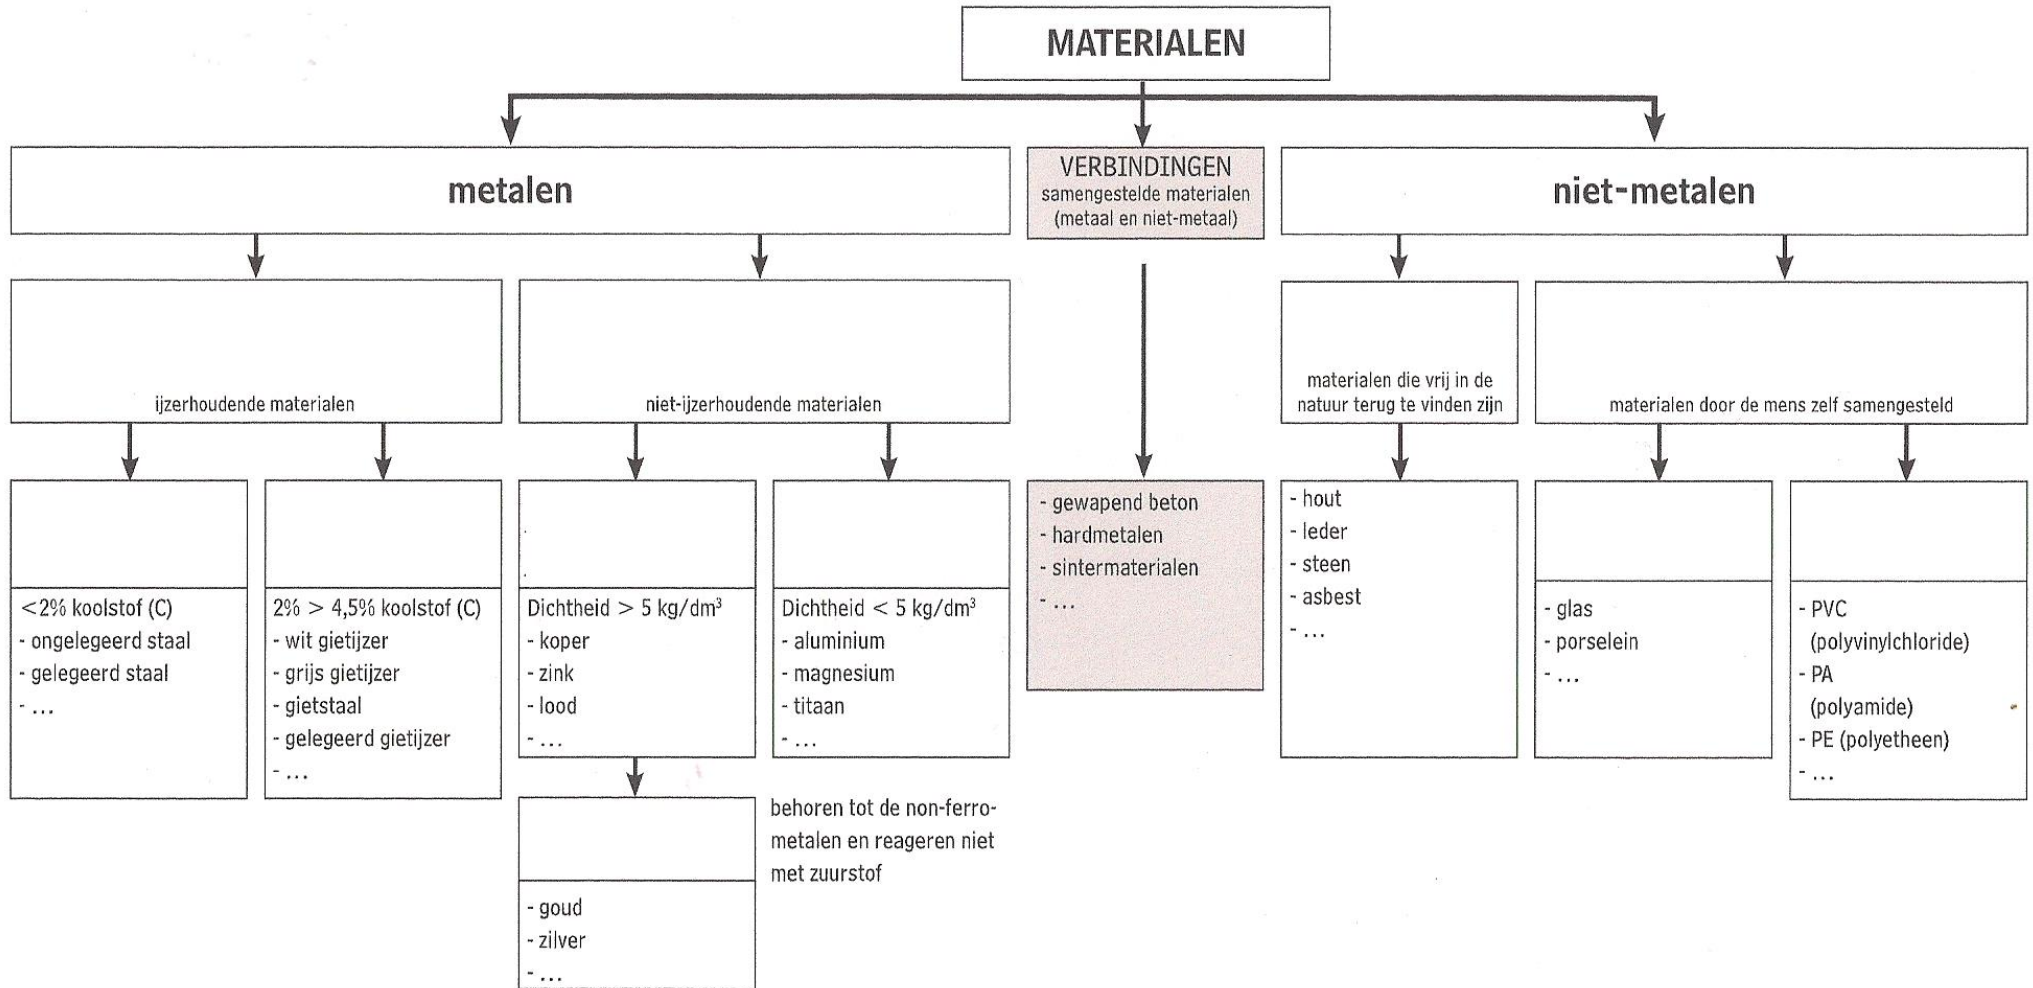 MATERIALEN
metalen
VERBINDINGEN
samengestelde materialen
(metaal en niet-metaal)
niet-metalen
ijzerhoudende materialen
niet-ijzerhoudende materialen
materialen die vrij in de
natuur terug te vinden zijn
materialen door de mens zelf samengesteld
<2% koolstof (C)
- ongelegeerd staal
- gelegeerd staal
- ...
2% > 4,5% koolstof (C)
- wit gietijzer
- grijs gietijzer
- gietstaal
- gelegeerd gietijzer
- ...
Dichtheid > 5 kg/dm³
- koper
- zink
- lood
- ...
Dichtheid < 5 kg/dm³
- aluminium
- magnesium
- titaan
- ...
- gewapend beton
- hardmetalen
- sintermaterialen
- ...
- hout
- leder
- steen
- asbest
- ...
- glas
- porselein
- ...
- PVC
(polyvinylchloride)
- PA
(polyamide)
- PE (polyetheen)
- ...
behoren tot de non-ferro-
metalen en reageren niet
met zuurstof
- goud
- zilver
- ...